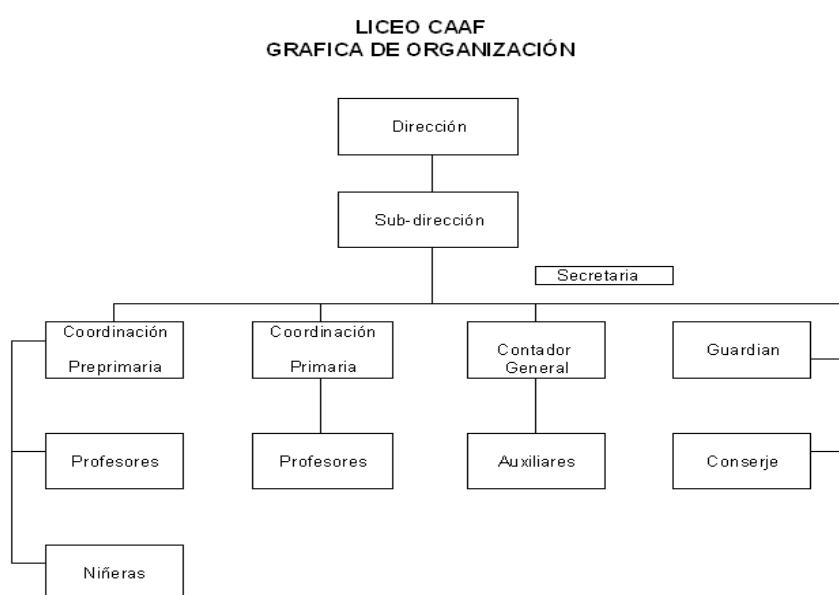 LICEO CAAF
GRAFICA DE ORGANIZACIÓN
Dirección
Sub-dirección
Secretaria
Coordinación
Preprimaria
Coordinación
Primaria
Contador
General
Guardian
Profesores
Profesores
Auxiliares
Conserje
Niñeras